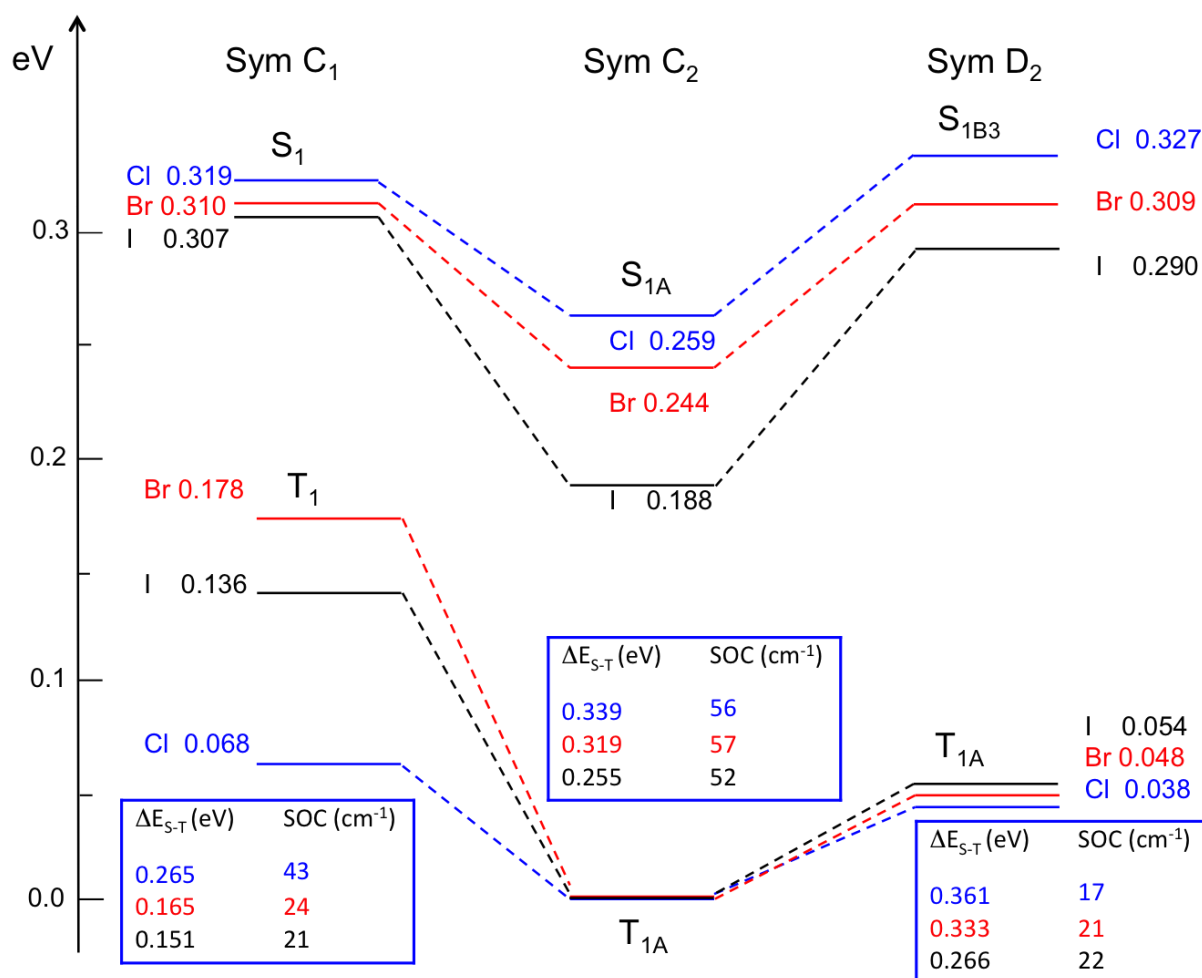 eV
Sym C₁
Sym C₂
Sym D₂
S₁
Cl 0.319
Br 0.310
I 0.307
S₁A
Cl 0.259
Br 0.244
I 0.188
S₁B3
Cl 0.327
Br 0.309
I 0.290
0.3
0.2
0.1
0.0
T₁
Br 0.178
I 0.136
Cl 0.068
ΔE_S-T (eV) SOC (cm⁻¹)
0.265 43
0.165 24
0.151 21
ΔE_S-T (eV) SOC (cm⁻¹)
0.339 56
0.319 57
0.255 52
T₁A
T₁A
I 0.054
Br 0.048
Cl 0.038
ΔE_S-T (eV) SOC (cm⁻¹)
0.361 17
0.333 21
0.266 22